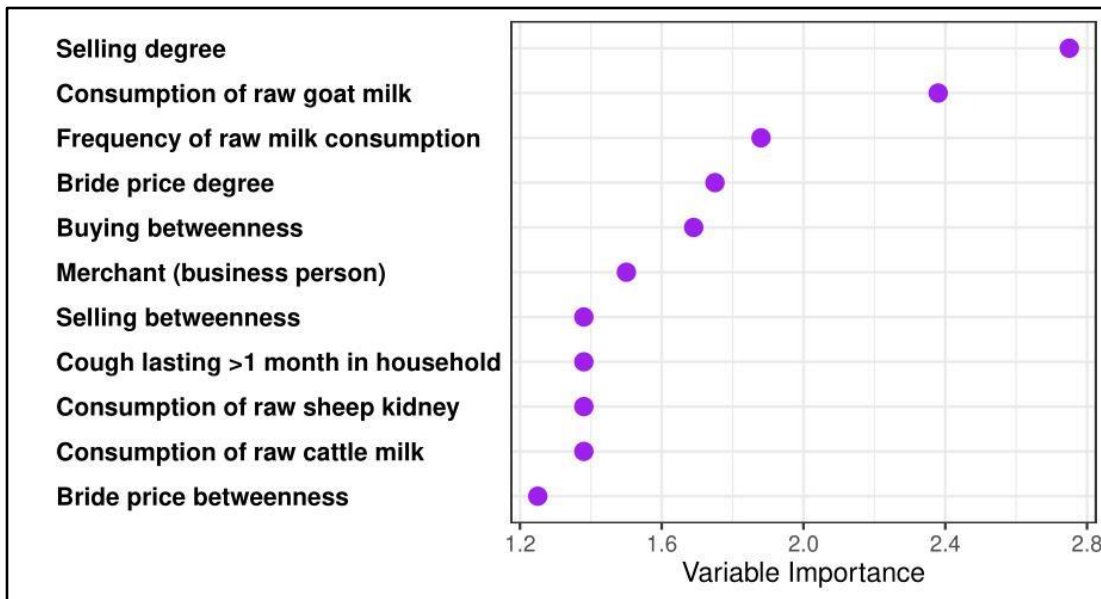 Selling degree
Consumption of raw goat milk
Frequency of raw milk consumption
Bride price degree
Buying betweenness
Merchant (business person)
Selling betweenness
Cough lasting >1 month in household
Consumption of raw sheep kidney
Consumption of raw cattle milk
Bride price betweenness
1.2 1.6 2.0 2.4 2.8
Variable Importance